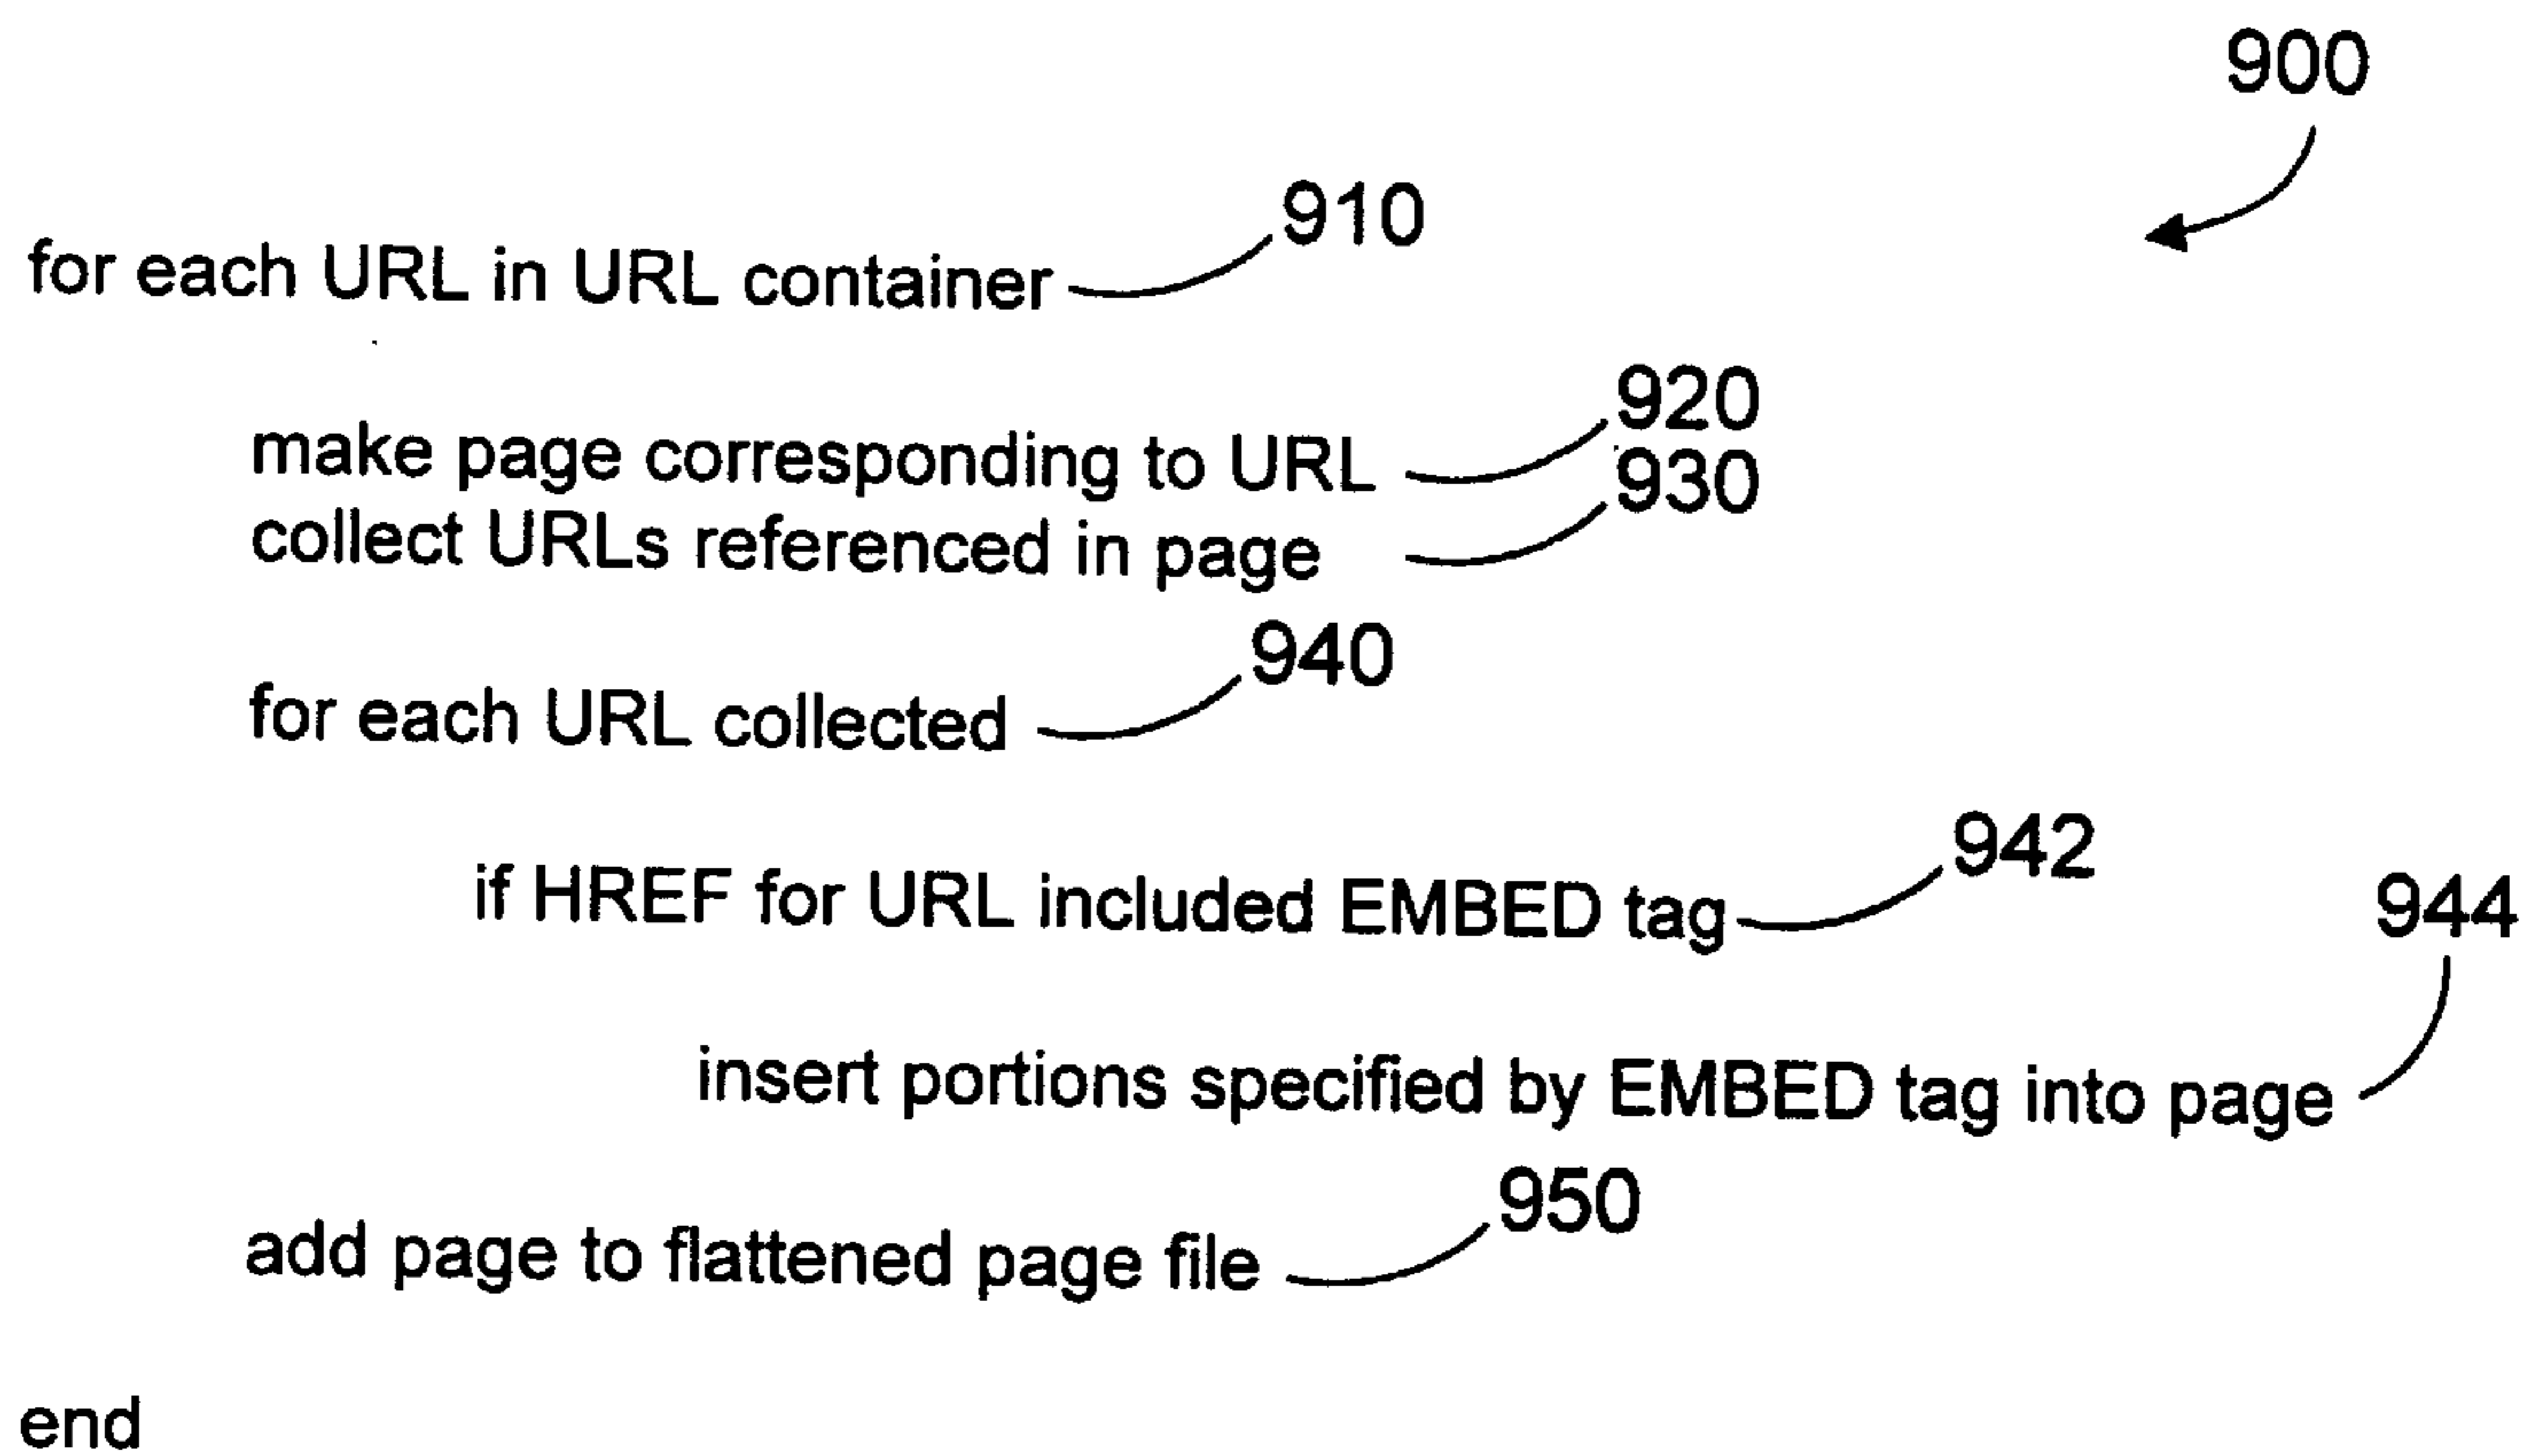 900
for each URL in URL container 910
make page corresponding to URL 920
collect URLs referenced in page 930
for each URL collected 940
if HREF for URL included EMBED tag 942
944
insert portions specified by EMBED tag into page
add page to flattened page file 950
end